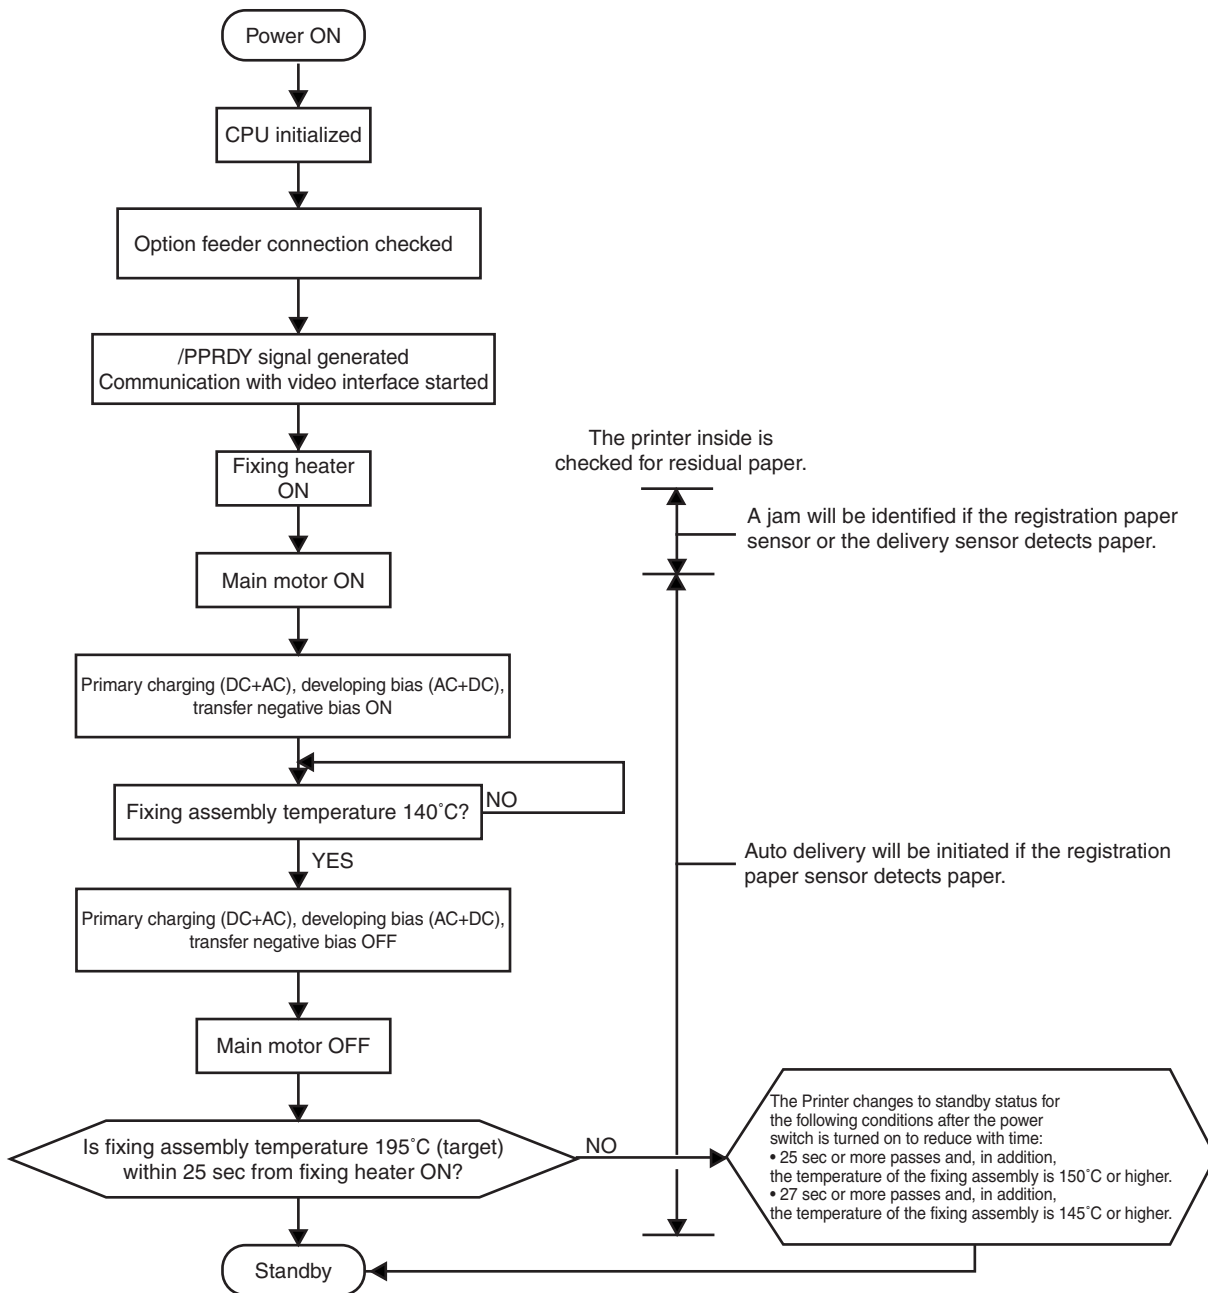 Power ON
CPU initialized
Option feeder connection checked
/PPRDY signal generated
Communication with video interface started
Fixing heater
ON
Main motor ON
Primary charging (DC+AC), developing bias (AC+DC),
transfer negative bias ON
Fixing assembly temperature 140˚C?
NO
YES
Primary charging (DC+AC), developing bias (AC+DC),
transfer negative bias OFF
Main motor OFF
Is fixing assembly temperature 195˚C (target)
within 25 sec from fixing heater ON?
NO
Standby
The printer inside is
checked for residual paper.
A jam will be identified if the registration paper
sensor or the delivery sensor detects paper.
Auto delivery will be initiated if the registration
paper sensor detects paper.
The Printer changes to standby status for
the following conditions after the power
switch is turned on to reduce with time:
• 25 sec or more passes and, in addition,
the temperature of the fixing assembly is 150˚C or higher.
• 27 sec or more passes and, in addition,
the temperature of the fixing assembly is 145˚C or higher.